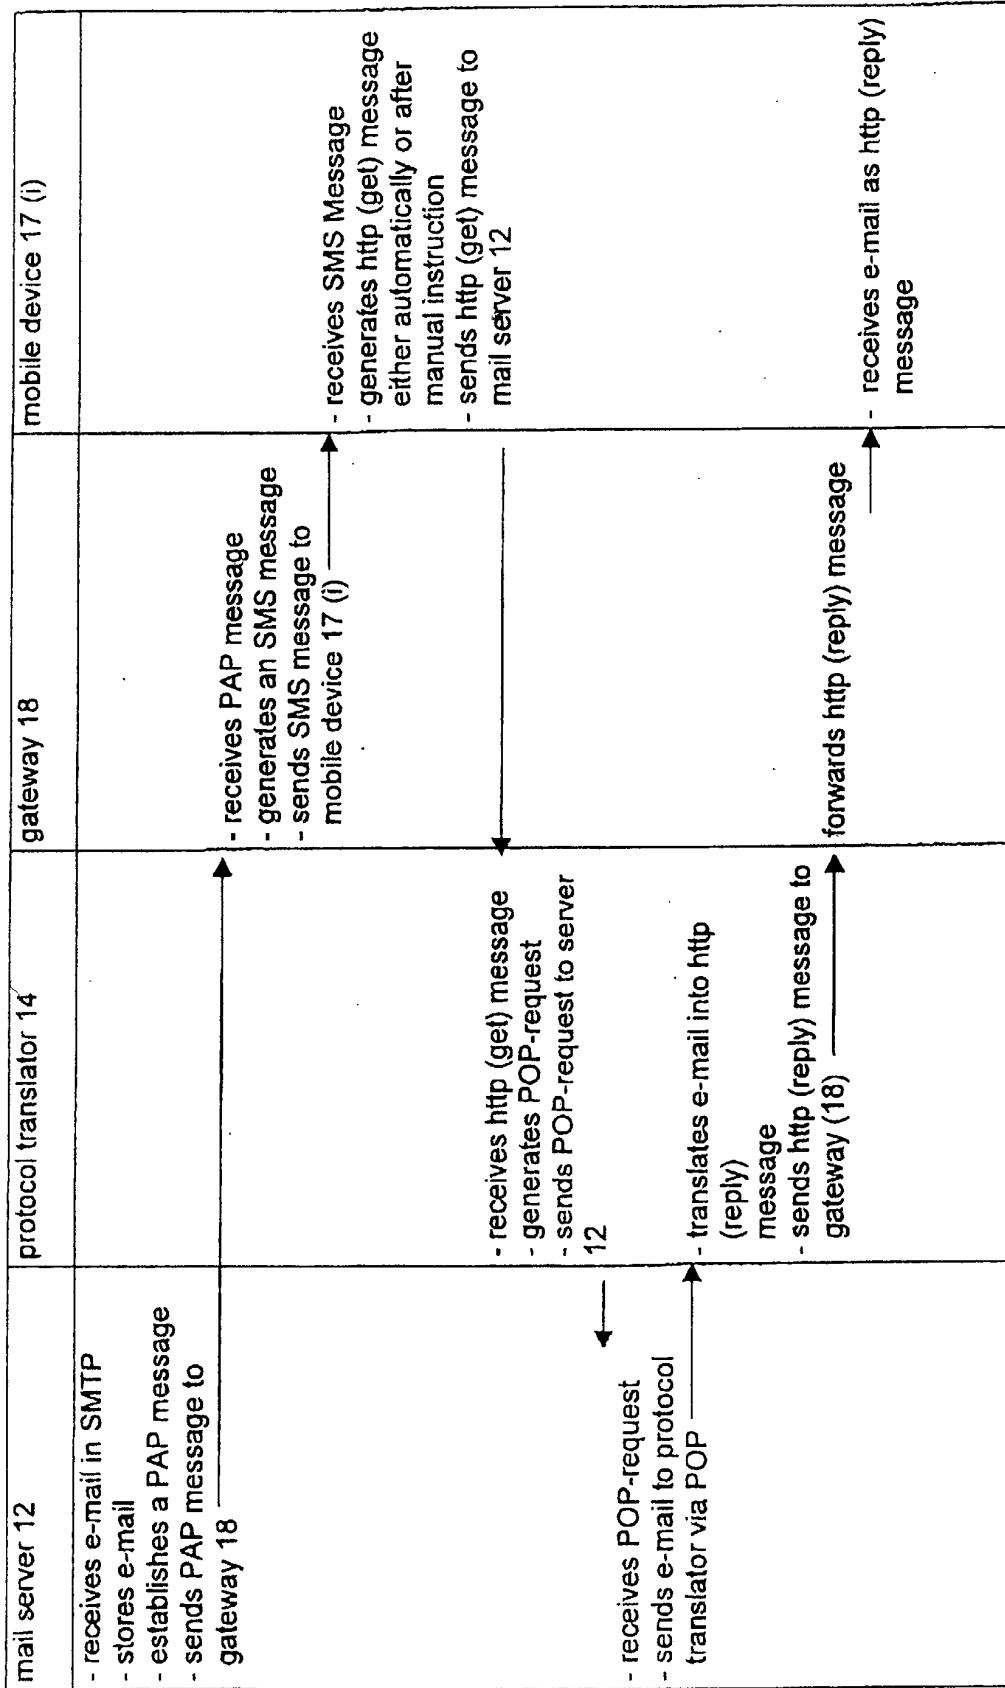 mail server 12
protocol translator 14
gateway 18
mobile device 17 (i)
- receives e-mail in SMTP
- stores e-mail
- establishes a PAP message
- sends PAP message to
gateway 18
- receives PAP message
- generates an SMS message
- sends SMS message to
mobile device 17 (i)
- receives SMS Message
- generates http (get) message
either automatically or after
manual instruction
- sends http (get) message to
mail server 12
- receives http (get) message
- generates POP-request
- sends POP-request to server
12
- receives POP-request
- sends e-mail to protocol
translator via POP
- translates e-mail into http
(reply)
message
- sends http (reply) message to
gateway (18)
forwards http (reply) message
- receives e-mail as http (reply)
message